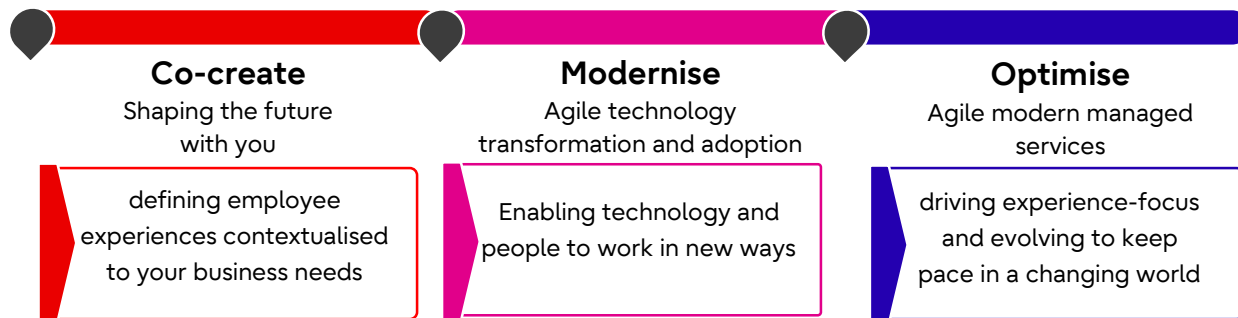 Co-create
Shaping the future
with you
defining employee
experiences contextualised
to your business needs
Modernise
Agile technology
transformation and adoption
Enabling technology and
people to work in new ways
Optimise
Agile modern managed
services
driving experience-focus
and evolving to keep
pace in a changing world